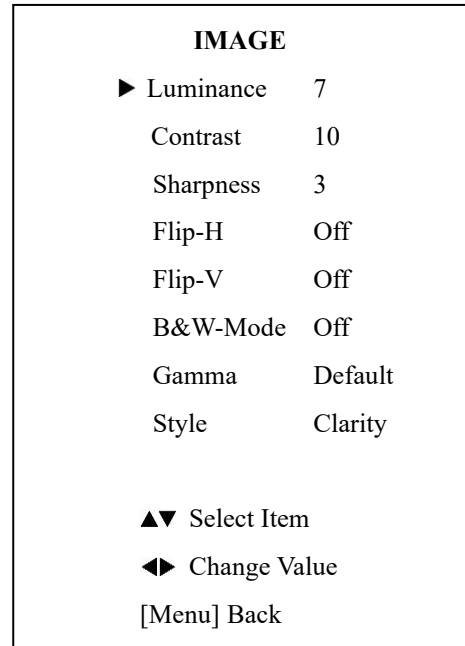 IMAGE
▶ Luminance 7
Contrast 10
Sharpness 3
Flip-H Off
Flip-V Off
B&W-Mode Off
Gamma Default
Style Clarity
▲▼ Select Item
◀▶ Change Value
[Menu] Back